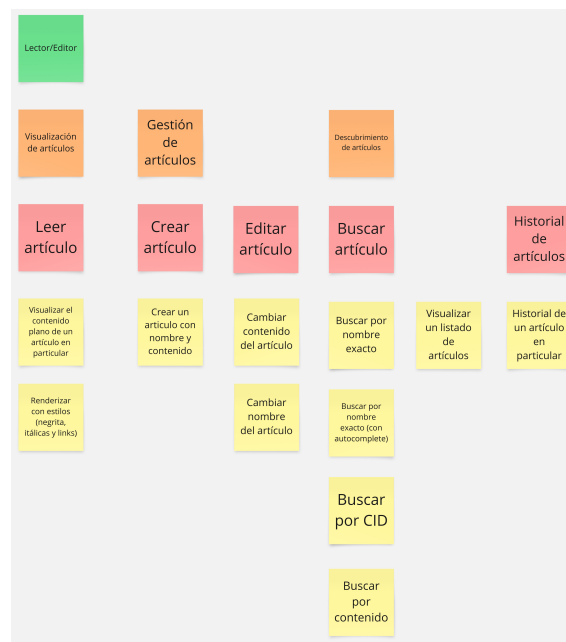 Lector/Editor
Visualización
de artículos
Gestión
de
artículos
Descubrimiento
de artículos
Leer
artículo
Crear
artículo
Editar
artículo
Buscar
artículo
Historial
de
artículos
Visualizar el
contenido
plano de un
artículo en
particular
Crear un
articulo con
nombre y
contenido
Cambiar
contenido
del artículo
Buscar por
nombre
exacto
Visualizar
un listado
de
artículos
Historial de
un artículo
en
particular
Renderizar
con estilos
(negrita,
itálicas y links)
Cambiar
nombre
del artículo
Buscar por
nombre
exacto (con
autocomplete)
Buscar
por CID
Buscar
por
contenido